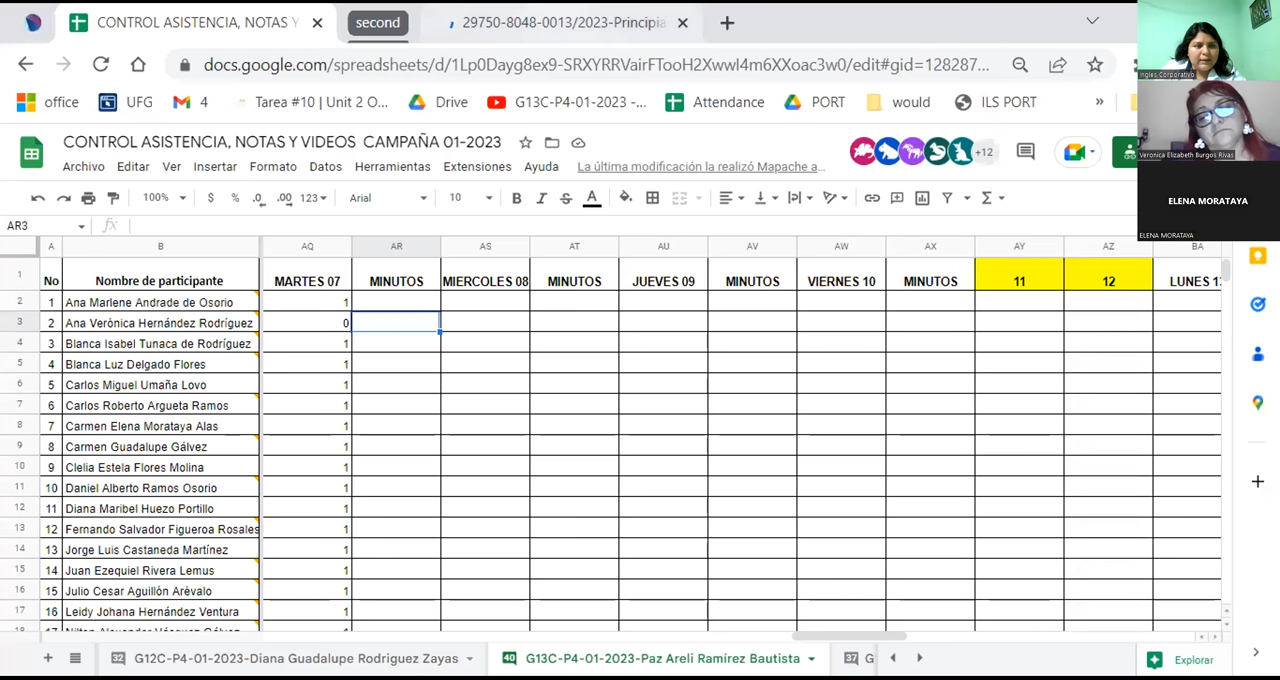 CONTROL ASISTENCIA, NOTAS Y
second
29750-8048-0013/2023-Principia
docs.google.com/spreadsheets/d/1Lp0Dayg8ex9-SRXYRRVairFTooH2Xwwl4m6XXoac3w0/edit#gid=128287...
office
UFG
4
Tarea #10 | Unit 2 O...
Drive
G13C-P4-01-2023 -...
Attendance
PORT
would
ILS PORT
»
CONTROL ASISTENCIA, NOTAS Y VIDEOS CAMPAÑA 01-2023
+12
Archivo Editar Ver Insertar Formato Datos Herramientas Extensiones Ayuda La última modificación la realizó Mapache a...
100% $ % .0 .00 123 Arial 10 B I S A
AR3 fx
A B AQ AR AS AT AU AV AW AX AY AZ BA
1 No Nombre de participante MARTES 07 MINUTOS MIERCOLES 08 MINUTOS JUEVES 09 MINUTOS VIERNES 10 MINUTOS 11 12 LUNES 1
2 1 Ana Marlene Andrade de Osorio 1
3 2 Ana Verónica Hernández Rodríguez 0
4 3 Blanca Isabel Tunaca de Rodríguez 1
5 4 Blanca Luz Delgado Flores 1
6 5 Carlos Miguel Umaña Lovo 1
7 6 Carlos Roberto Argueta Ramos 1
8 7 Carmen Elena Morataya Alas 1
9 8 Carmen Guadalupe Gálvez 1
10 9 Clelia Estela Flores Molina 1
11 10 Daniel Alberto Ramos Osorio 1
12 11 Diana Maribel Huezo Portillo 1
13 12 Fernando Salvador Figueroa Rosales 1
14 13 Jorge Luis Castaneda Martínez 1
15 14 Juan Ezequiel Rivera Lemus 1
16 15 Julio Cesar Aguillón Arévalo 1
17 16 Leidy Johana Hernández Ventura 1
32 G12C-P4-01-2023-Diana Guadalupe Rodriguez Zayas
40 G13C-P4-01-2023-Paz Areli Ramírez Bautista
37 G
Explorar
Ingles Corporativo
Veronica Elizabeth Burgos Rivas
ELENA MORATAYA
ELENA MORATAYA